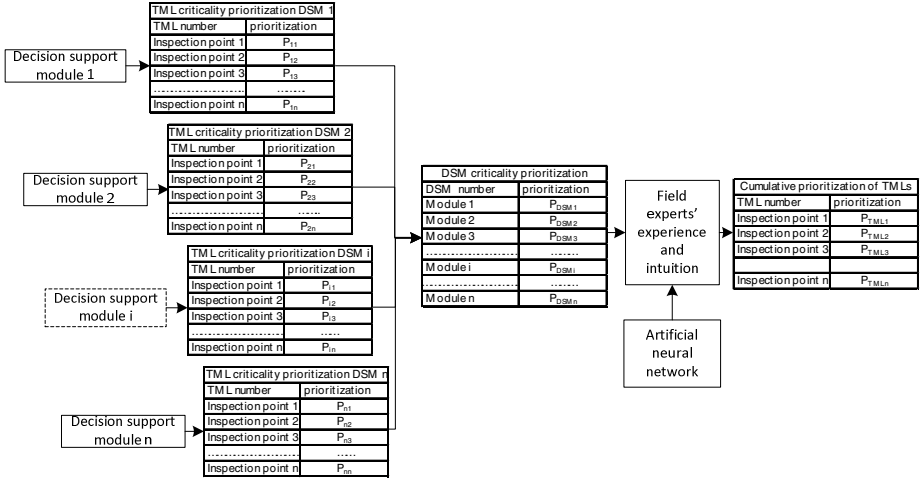 Decision support
module 1
TML criticality prioritization DSM 1
TML number prioritization
Inspection point 1 P11
Inspection point 2 P12
Inspection point 3 P13
........................ ........
Inspection point n P1n
Decision support
module 2
TML criticality prioritization DSM 2
TML number prioritization
Inspection point 1 P21
Inspection point 2 P22
Inspection point 3 P23
........................ .......
Inspection point n P2n
Decision support
module i
TML criticality prioritization DSM i
TML number prioritization
Inspection point 1 Pi1
Inspection point 2 Pi2
Inspection point 3 Pi3
........................ ......
Inspection point n Pin
Decision support
module n
TML criticality prioritization DSM n
TML number prioritization
Inspection point 1 Pn1
Inspection point 2 Pn2
Inspection point 3 Pn3
........................ ......
Inspection point n Pnn
DSM criticality prioritization
DSM number prioritization
Module 1 PDSM1
Module 2 PDSM2
Module 3 PDSM3
........................ ........
Module i PDSMi
........................ ........
Module n PDSMn
Field
experts'
experience
and
intuition
Artificial
neural
network
Cumulative prioritization of TMLs
TML number prioritization
Inspection point 1 PTML1
Inspection point 2 PTML2
Inspection point 3 PTML3
Inspection point n PTMLn